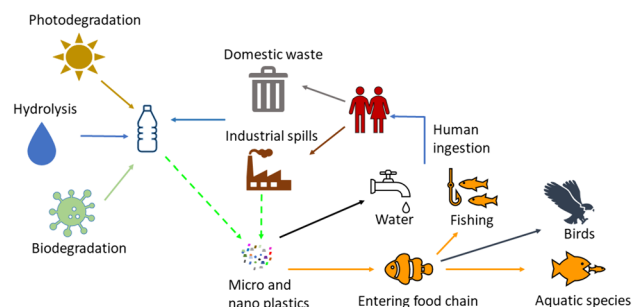 Photodegradation
Domestic waste
Hydrolysis
Industrial spills
Human
ingestion
Water
Fishing
Birds
Biodegradation
Micro and
nano plastics
Entering food chain
Aquatic species